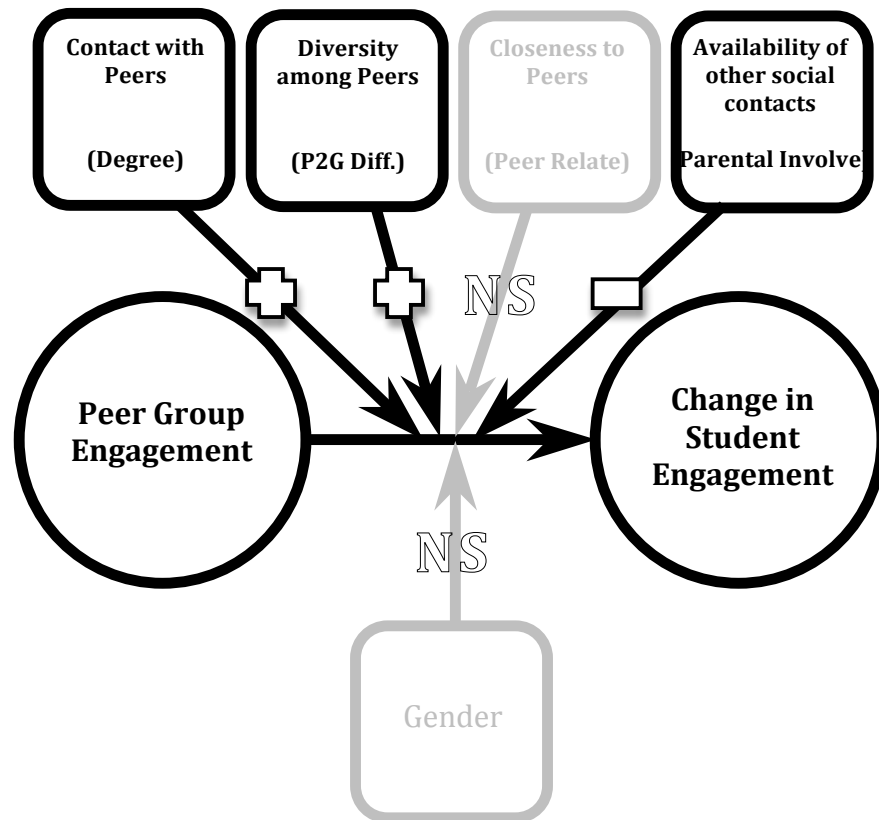 Contact with
Peers
(Degree)
Diversity
among Peers
(P2G Diff.)
Closeness to
Peers
(Peer Relate)
Availability of
other social
contacts
(Parental Involve)
NS
Peer Group
Engagement
Change in
Student
Engagement
NS
Gender